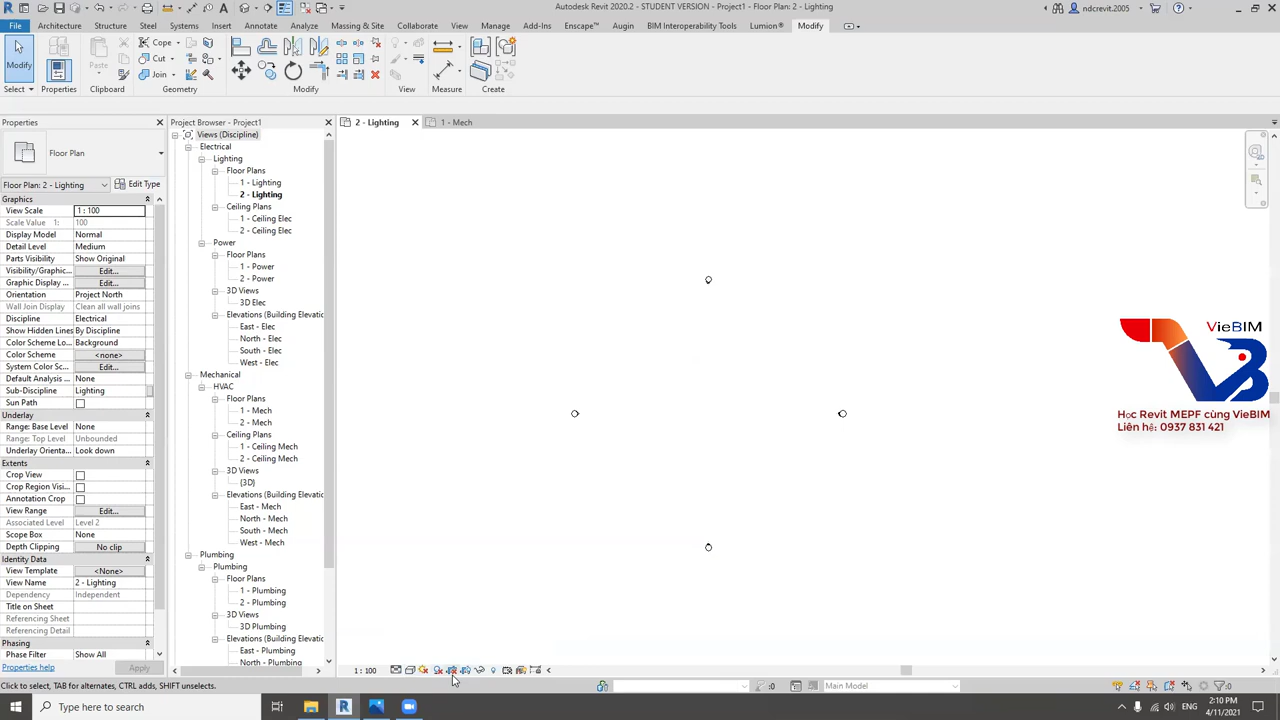 Autodesk Revit 2020.2 - STUDENT VERSION - Project1 - Floor Plan: 2 - Lighting
ndcrevit.2005
File Architecture Structure Steel Systems Insert Annotate Analyze Massing & Site Collaborate View Manage Add-Ins Enscape™ Augin BIM Interoperability Tools Lumion® Modify
Modify Properties Paste Cope Cut Join
Select Properties Clipboard Geometry Modify View Measure Create
Properties
Floor Plan
Floor Plan: 2 - Lighting Edit Type
Graphics
View Scale 1 : 100
Scale Value 1: 100
Display Model Normal
Detail Level Medium
Parts Visibility Show Original
Visibility/Graphic... Edit...
Graphic Display ... Edit...
Orientation Project North
Wall Join Display Clean all wall joins
Discipline Electrical
Show Hidden Lines By Discipline
Color Scheme Lo... Background
Color Scheme <none>
System Color Sc... Edit...
Default Analysis ... None
Sub-Discipline Lighting
Sun Path
Underlay
Range: Base Level None
Range: Top Level Unbounded
Underlay Orienta... Look down
Extents
Crop View
Crop Region Visi...
Annotation Crop
View Range Edit...
Associated Level Level 2
Scope Box None
Depth Clipping No clip
Identity Data
View Template <None>
View Name 2 - Lighting
Dependency Independent
Title on Sheet
Referencing Sheet
Referencing Detail
Phasing
Phase Filter Show All
Properties help Apply
Project Browser - Project1
Views (Discipline)
Electrical
Lighting
Floor Plans
1 - Lighting
2 - Lighting
Ceiling Plans
1 - Ceiling Elec
2 - Ceiling Elec
Power
Floor Plans
1 - Power
2 - Power
3D Views
3D Elec
Elevations (Building Elevatio
East - Elec
North - Elec
South - Elec
West - Elec
Mechanical
HVAC
Floor Plans
1 - Mech
2 - Mech
Ceiling Plans
1 - Ceiling Mech
2 - Ceiling Mech
3D Views
{3D}
Elevations (Building Elevatio
East - Mech
North - Mech
South - Mech
West - Mech
Plumbing
Plumbing
Floor Plans
1 - Plumbing
2 - Plumbing
3D Views
3D Plumbing
Elevations (Building Elevatio
East - Plumbing
North - Plumbing
2 - Lighting 1 - Mech
VieBIM
Học Revit MEPF cùng VieBIM
Liên hệ: 0937 831 421
1 : 100
Click to select, TAB for alternates, CTRL adds, SHIFT unselects.
:0 Main Model :0
Type here to search
ENG 2:10 PM
4/11/2021